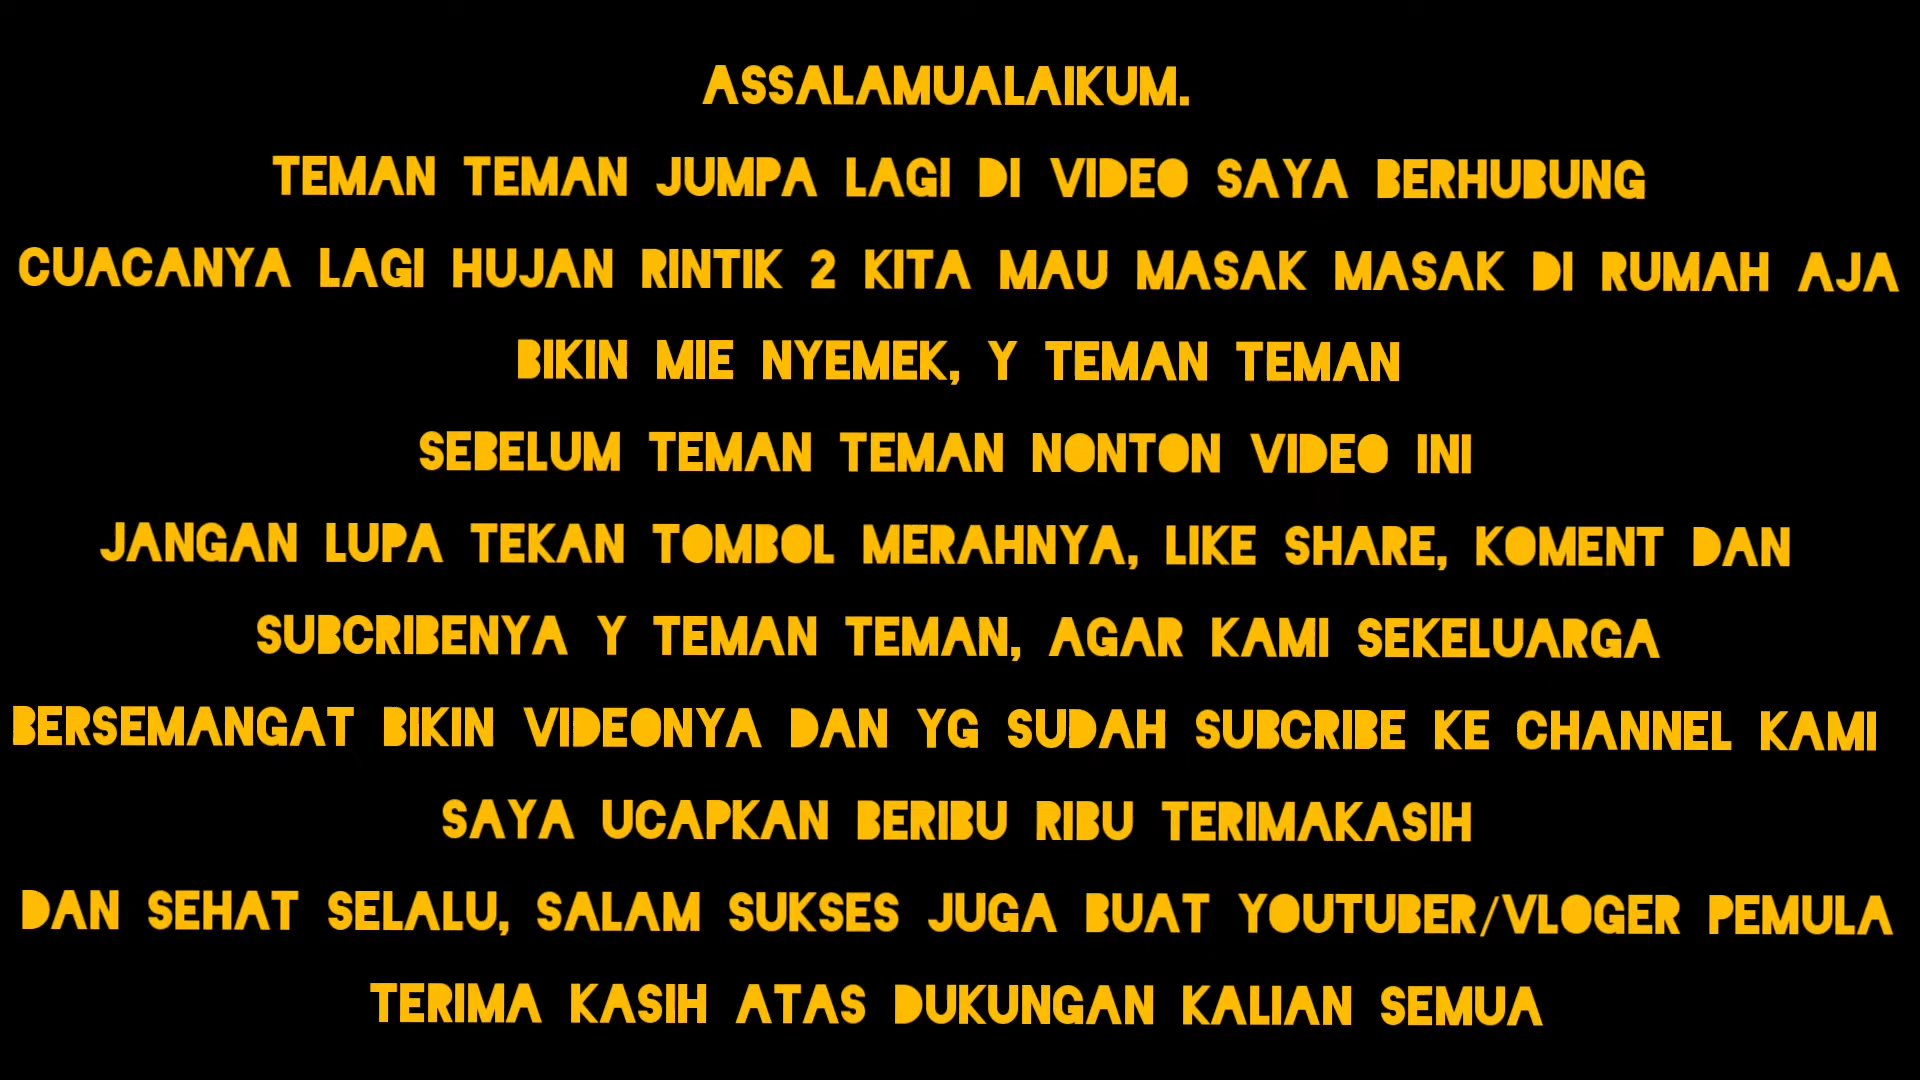 ASSALAMUALAIKUM.
TEMAN TEMAN JUMPA LAGI DI VIDEO SAYA BERHUBUNG
CUACANYA LAGI HUJAN RINTIK 2 KITA MAU MASAK MASAK DI RUMAH AJA
BIKIN MIE NYEMEK, Y TEMAN TEMAN
SEBELUM TEMAN TEMAN NONTON VIDEO INI
JANGAN LUPA TEKAN TOMBOL MERAHNYA, LIKE SHARE, KOMENT DAN
SUBCRIBENYA Y TEMAN TEMAN, AGAR KAMI SEKELUARGA
BERSEMANGAT BIKIN VIDEONYA DAN YG SUDAH SUBCRIBE KE CHANNEL KAMI
SAYA UCAPKAN BERIBU RIBU TERIMAKASIH
DAN SEHAT SELALU, SALAM SUKSES JUGA BUAT YOUTUBER/VLOGER PEMULA
TERIMA KASIH ATAS DUKUNGAN KALIAN SEMUA